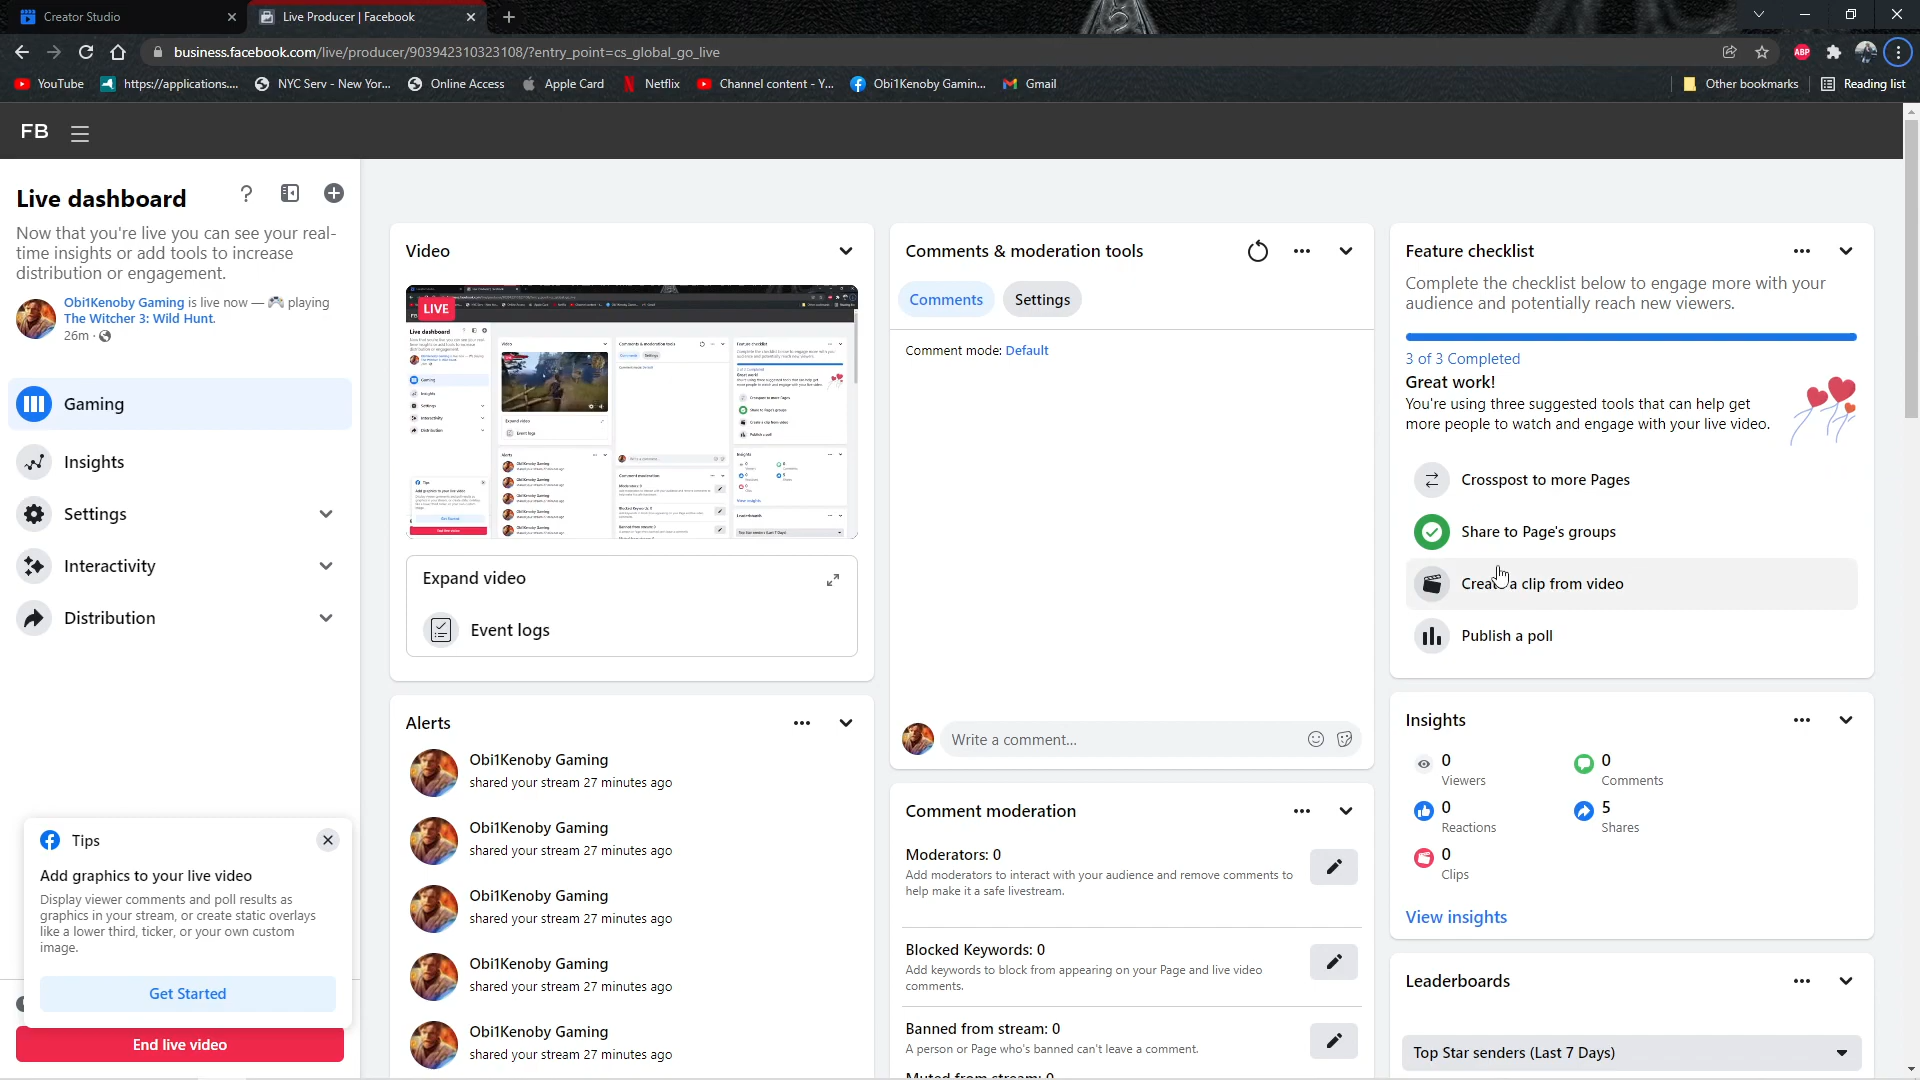 Creator Studio
Live Producer | Facebook
business.facebook.com/live/producer/903942310323108/?entry_point=cs_global_go_live
ABP
YouTube
https://applications....
NYC Serv - New Yor...
Online Access
Apple Card
Netflix
Channel content - Y...
Obi1Kenoby Gamin...
Gmail
Other bookmarks
Reading list
FB
Live dashboard
Now that you're live you can see your real-
time insights or add tools to increase
distribution or engagement.
Obi1Kenoby Gaming is live now — 🎮 playing
The Witcher 3: Wild Hunt.
26m ·
Gaming
Insights
Settings
Interactivity
Distribution
Tips
Add graphics to your live video
Display viewer comments and poll results as
graphics in your stream, or create static overlays
like a lower third, ticker, or your own custom
image.
Get Started
End live video
Video
LIVE
Live dashboard
Expand video
Event logs
Alerts
Obi1Kenoby Gaming
shared your stream 27 minutes ago
Obi1Kenoby Gaming
shared your stream 27 minutes ago
Obi1Kenoby Gaming
shared your stream 27 minutes ago
Obi1Kenoby Gaming
shared your stream 27 minutes ago
Obi1Kenoby Gaming
shared your stream 27 minutes ago
Comments & moderation tools
Comments
Settings
Comment mode: Default
Write a comment...
Comment moderation
Moderators: 0
Add moderators to interact with your audience and remove comments to
help make it a safe livestream.
Blocked Keywords: 0
Add keywords to block from appearing on your Page and live video
comments.
Banned from stream: 0
A person or Page who's banned can't leave a comment.
Muted from stream: 0
Feature checklist
Complete the checklist below to engage more with your
audience and potentially reach new viewers.
3 of 3 Completed
Great work!
You're using three suggested tools that can help get
more people to watch and engage with your live video.
Crosspost to more Pages
Share to Page's groups
Create a clip from video
Publish a poll
Insights
0
Viewers
0
Comments
0
Reactions
5
Shares
0
Clips
View insights
Leaderboards
Top Star senders (Last 7 Days)